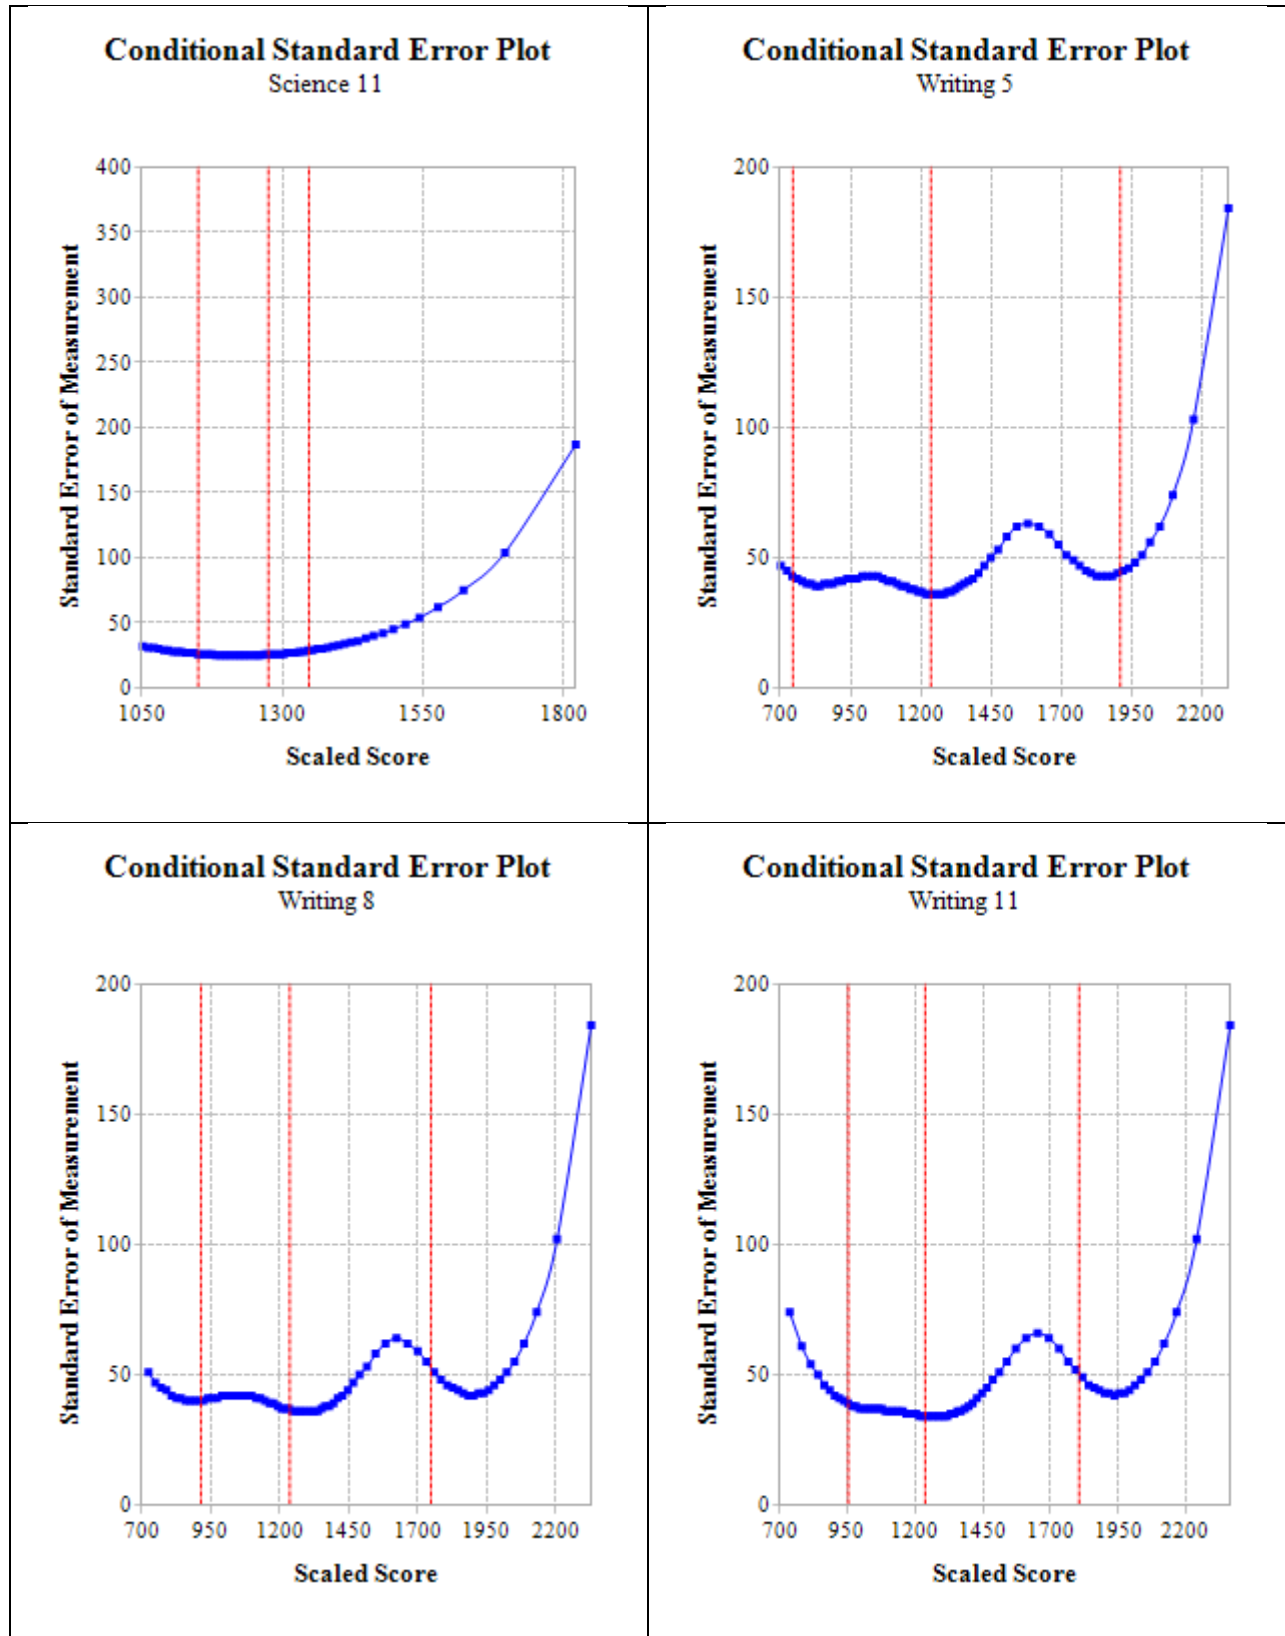 Conditional Standard Error Plot
Science 11
400
350
300
250
200
150
100
50
0
Standard Error of Measurement
1050 1300 1550 1800
Scaled Score
Conditional Standard Error Plot
Writing 5
200
150
100
50
0
Standard Error of Measurement
700 950 1200 1450 1700 1950 2200
Scaled Score
Conditional Standard Error Plot
Writing 8
200
150
100
50
0
Standard Error of Measurement
700 950 1200 1450 1700 1950 2200
Scaled Score
Conditional Standard Error Plot
Writing 11
200
150
100
50
0
Standard Error of Measurement
700 950 1200 1450 1700 1950 2200
Scaled Score